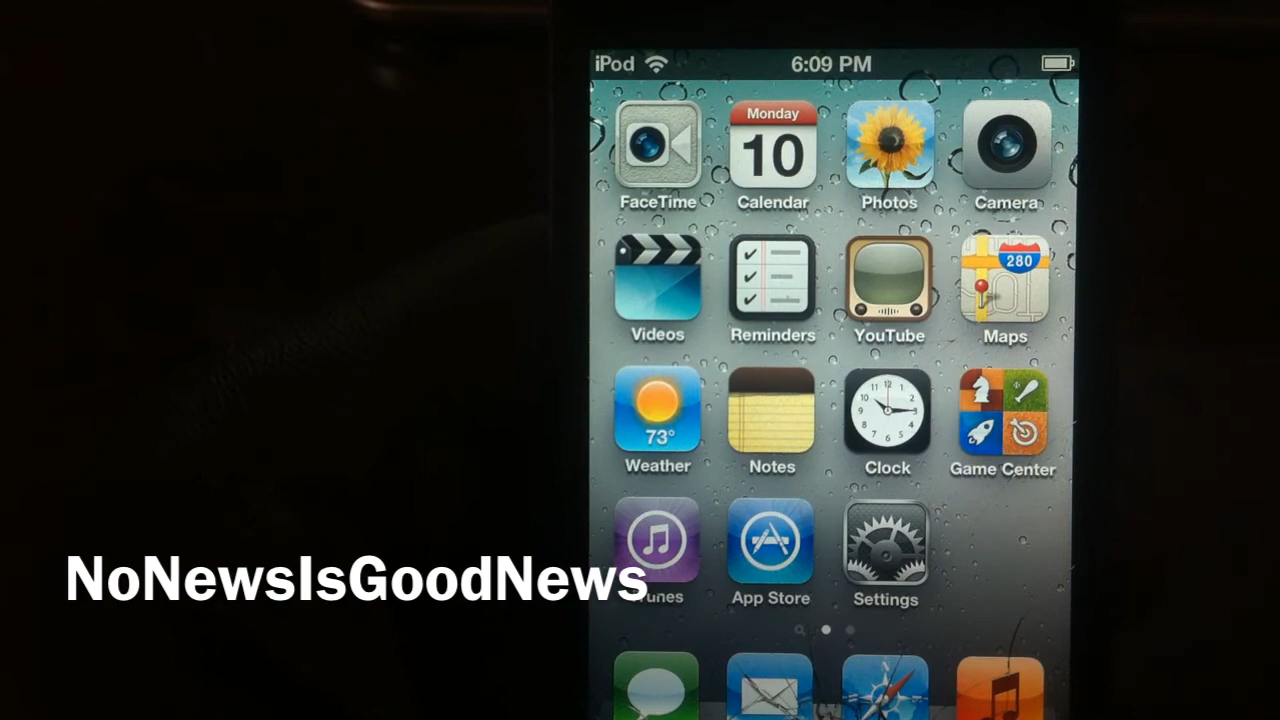 iPod 6:09 PM
Monday
10
FaceTime Calendar Photos Camera
280
Videos Reminders YouTube Maps
73°
Weather Notes Clock Game Center
NoNewsIsGoodNews
App Store Settings